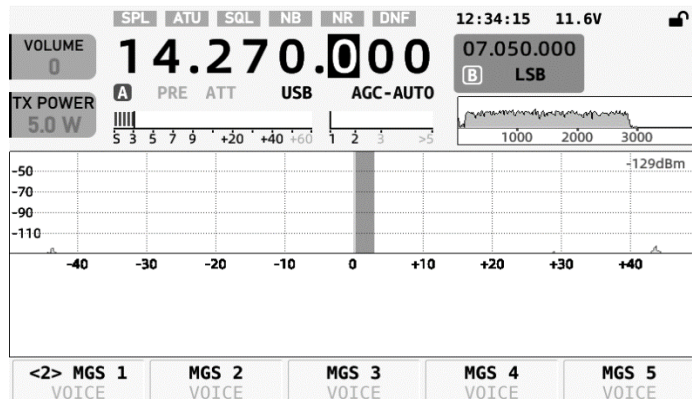 SPL ATU SQL NB NR DNF 12:34:15 11.6V
VOLUME
0
14.270.000
07.050.000
B LSB
A PRE ATT USB AGC-AUTO
TX POWER
5.0 W
S 3 5 7 9 +20 +40 +60 1 2 3 >5
1000 2000 3000
-129dBm
-50
-70
-90
-110
-40 -30 -20 -10 0 +10 +20 +30 +40
<2> MGS 1 MGS 2 MGS 3 MGS 4 MGS 5
VOICE VOICE VOICE VOICE VOICE